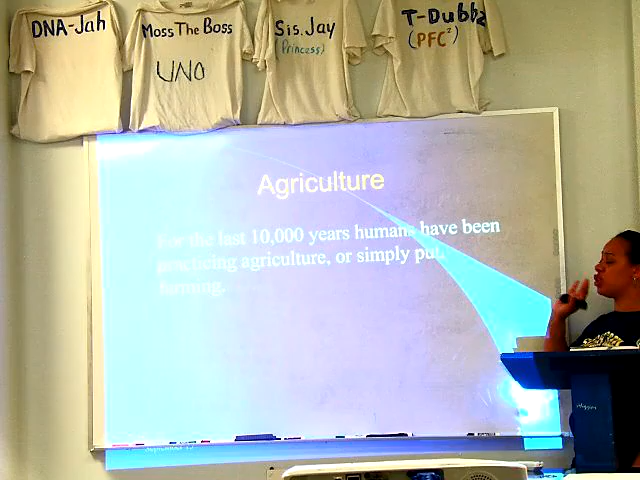 DNA-Jah
Moss The Boss
UNO
Sis. Jay
(Princess)
T-Dubbz
(PFC²)
Agriculture
For the last 10,000 years humans have been
practicing agriculture, or simply put,
farming.